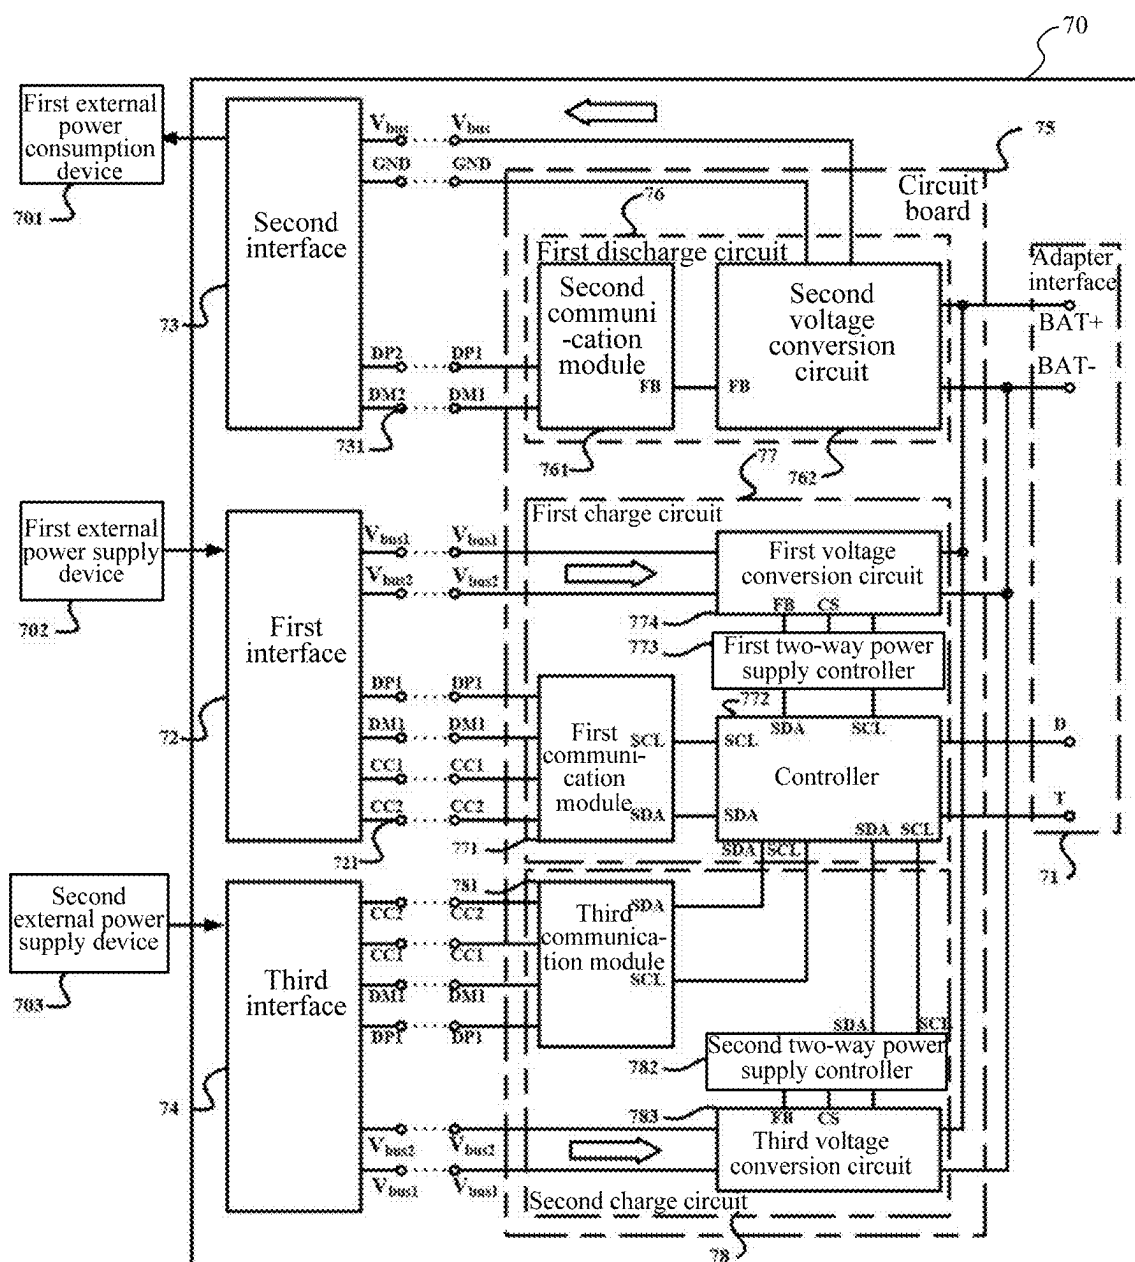 70
First external
power
consumption
device
701
Second
interface
73
Vbus
Vbus
GND
GND
DP2
DP1
DM2
DM1
731
75
Circuit
board
76
First discharge circuit
Second
communi
-cation
module
FB
761
Second
voltage
conversion
circuit
FB
762
Adapter
interface
BAT+
BAT-
77
First external
power supply
device
702
First
interface
72
Vbus1
Vbus1
Vbus2
Vbus2
DP1
DP1
DM1
DM1
CC1
CC1
CC2
CC2
721
First charge circuit
First voltage
conversion circuit
FB
CS
774
773
First two-way power
supply controller
772
SDA
SCL
First
communi-
cation
module
SCL
SDA
771
SCL
Controller
SDA
SDA
SCL
SDA
SCL
D
T
71
Second
external power
supply device
703
Third
interface
74
CC2
CC2
CC1
CC1
DM1
DM1
DP1
DP1
Vbus2
Vbus2
Vbus1
Vbus1
781
Third
communica-
tion module
SDA
SCL
SDA
SCL
Second two-way power
supply controller
782
783
FB
CS
Third voltage
conversion circuit
Second charge circuit
78